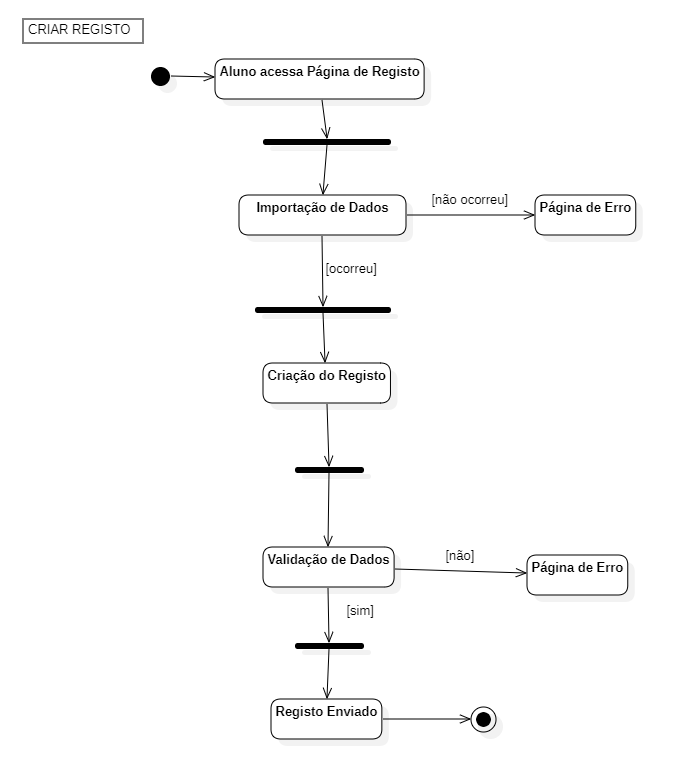 CRIAR REGISTO
Aluno acessa Página de Registo
Importação de Dados
[não ocorreu]
Página de Erro
[ocorreu]
Criação do Registo
Validação de Dados
[não]
Página de Erro
[sim]
Registo Enviado